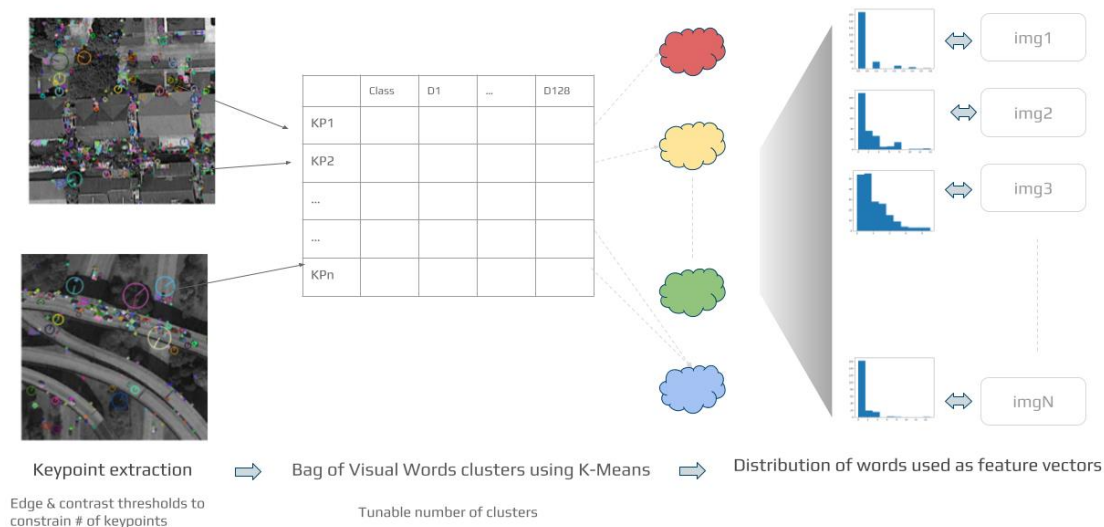 Class D1 ... D128
KP1
KP2
...
...
KPn
img1
img2
img3
imgN
Keypoint extraction
Bag of Visual Words clusters using K-Means
Distribution of words used as feature vectors
Edge & contrast thresholds to
constrain # of keypoints
Tunable number of clusters